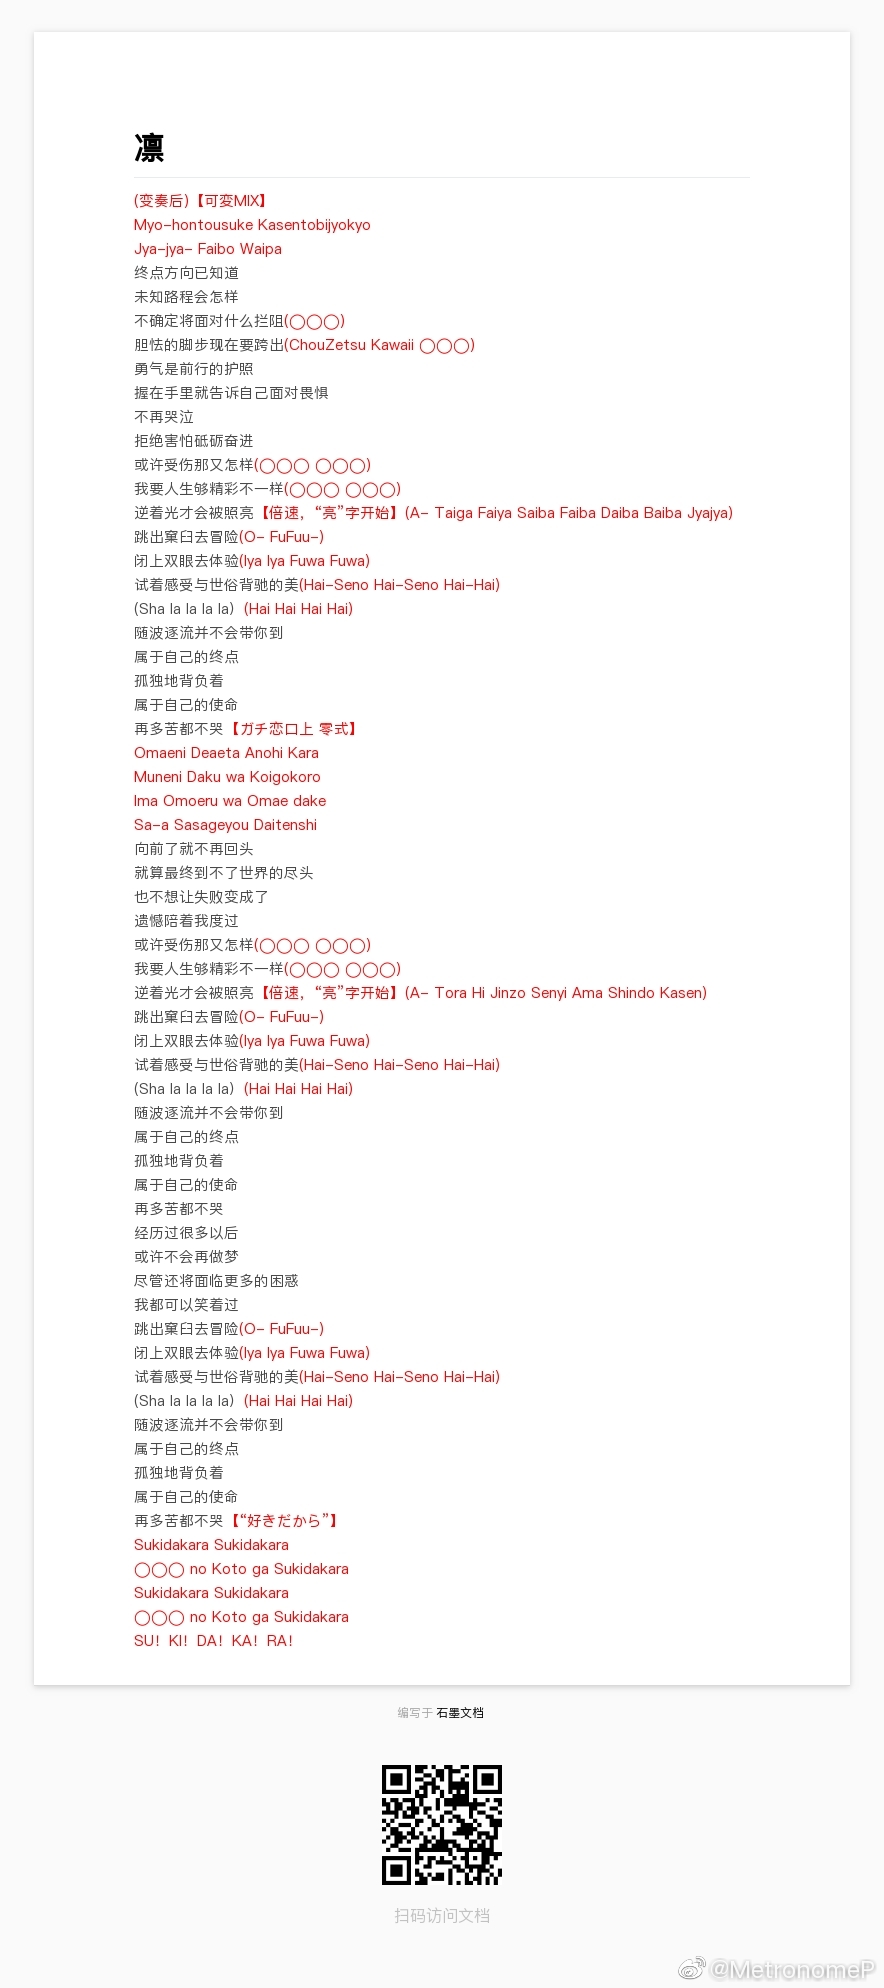 凛
(变奏后)【可变MIX】
Myo-hontousuke Kasentobijyokyo
Jya-jya- Faibo Waipa
终点方向已知道
未知路程会怎样
不确定将面对什么拦阻(◯◯◯)
胆怯的脚步现在要跨出(ChouZetsu Kawaii ◯◯◯)
勇气是前行的护照
握在手里就告诉自己面对畏惧
不再哭泣
拒绝害怕砥砺奋进
或许受伤那又怎样(◯◯◯ ◯◯◯)
我要人生够精彩不一样(◯◯◯ ◯◯◯)
逆着光才会被照亮【倍速，“亮”字开始】(A- Taiga Faiya Saiba Faiba Daiba Baiba Jyajya)
跳出窠臼去冒险(O- FuFuu-)
闭上双眼去体验(Iya Iya Fuwa Fuwa)
试着感受与世俗背驰的美(Hai-Seno Hai-Seno Hai-Hai)
(Sha la la la la）(Hai Hai Hai Hai)
随波逐流并不会带你到
属于自己的终点
孤独地背负着
属于自己的使命
再多苦都不哭【ガチ恋口上 零式】
Omaeni Deaeta Anohi Kara
Muneni Daku wa Koigokoro
Ima Omoeru wa Omae dake
Sa-a Sasageyou Daitenshi
向前了就不再回头
就算最终到不了世界的尽头
也不想让失败变成了
遗憾陪着我度过
或许受伤那又怎样(◯◯◯ ◯◯◯)
我要人生够精彩不一样(◯◯◯ ◯◯◯)
逆着光才会被照亮【倍速，“亮”字开始】(A- Tora Hi Jinzo Senyi Ama Shindo Kasen)
跳出窠臼去冒险(O- FuFuu-)
闭上双眼去体验(Iya Iya Fuwa Fuwa)
试着感受与世俗背驰的美(Hai-Seno Hai-Seno Hai-Hai)
(Sha la la la la）(Hai Hai Hai Hai)
随波逐流并不会带你到
属于自己的终点
孤独地背负着
属于自己的使命
再多苦都不哭
经历过很多以后
或许不会再做梦
尽管还将面临更多的困惑
我都可以笑着过
跳出窠臼去冒险(O- FuFuu-)
闭上双眼去体验(Iya Iya Fuwa Fuwa)
试着感受与世俗背驰的美(Hai-Seno Hai-Seno Hai-Hai)
(Sha la la la la）(Hai Hai Hai Hai)
随波逐流并不会带你到
属于自己的终点
孤独地背负着
属于自己的使命
再多苦都不哭【“好きだから”】
Sukidakara Sukidakara
◯◯◯ no Koto ga Sukidakara
Sukidakara Sukidakara
◯◯◯ no Koto ga Sukidakara
SU！KI！DA！KA！RA！
编写于 石墨文档
扫码访问文档
@MetronomeP